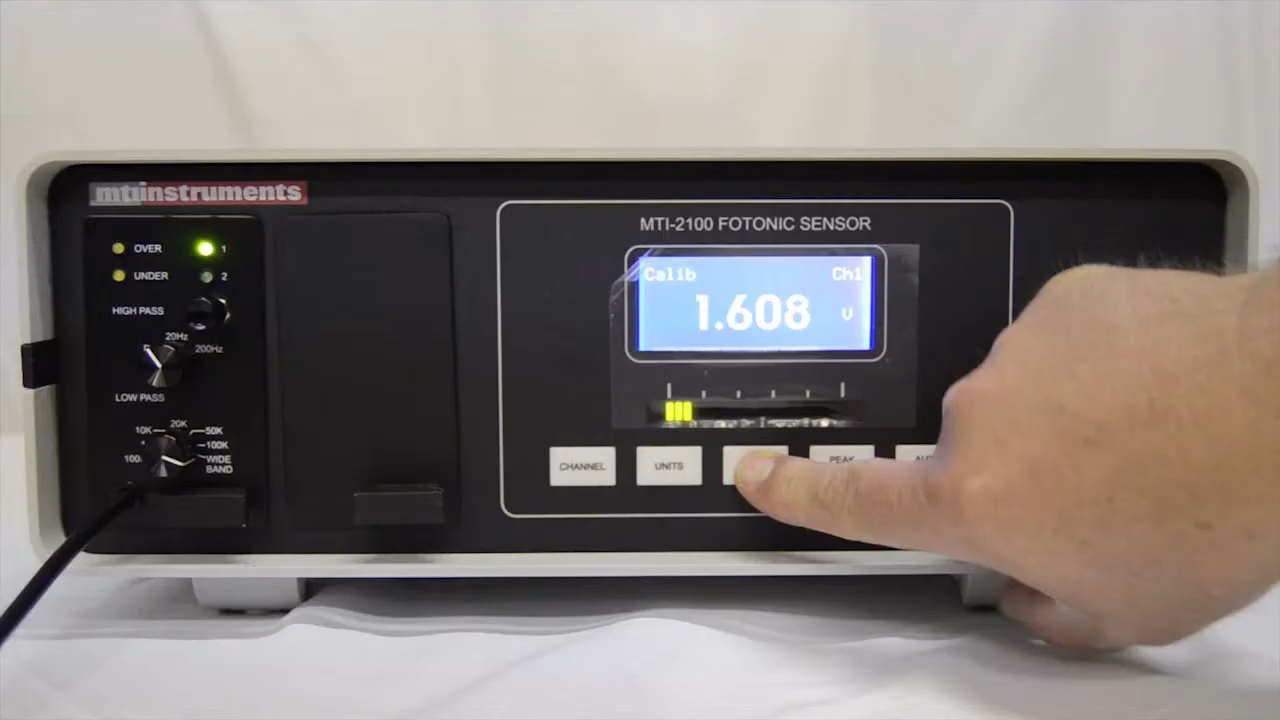 mtiinstruments
MTI-2100 FOTONIC SENSOR
OVER
1
UNDER
2
HIGH PASS
20Hz
200Hz
LOW PASS
10K
20K
50K
100K
WIDE
BAND
100
Calib
Ch1
1.608
V
CHANNEL
UNITS
PEAK